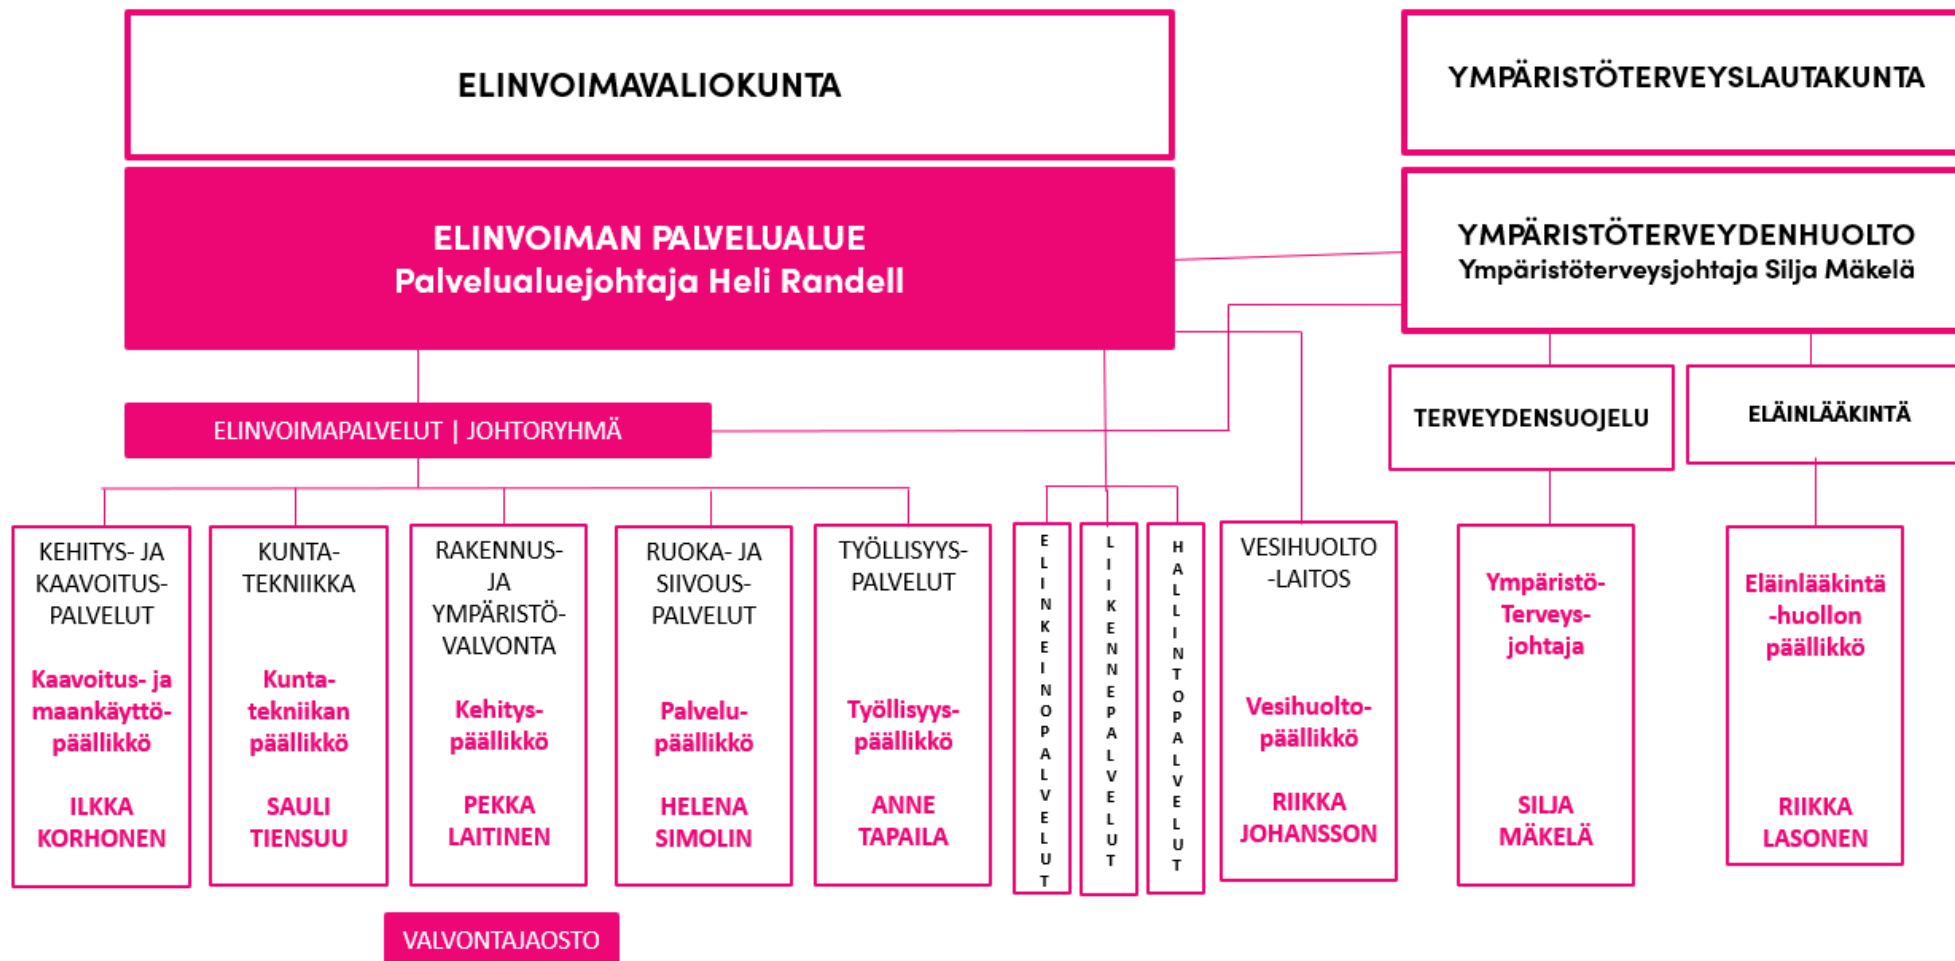 ELINVOIMAVALIOKUNTA
YMPÄRISTÖTERVEYSLAUTAKUNTA
ELINVOIMAN PALVELUALUE
Palvelualuejohtaja Heli Randell
YMPÄRISTÖTERVEYDENHUOLTO
Ympäristöterveysjohtaja Silja Mäkelä
ELINVOIMAPALVELUT | JOHTORYHMÄ
TERVEYDENSUOJELU
ELÄINLÄÄKINTÄ
KEHITYS- JA
KAAVOITUS-
PALVELUT
Kaavoitus- ja
maankäyttö-
päällikkö
ILKKA
KORHONEN
KUNTA-
TEKNIIKKA
Kunta-
tekniikan
päällikkö
SAULI
TIENSUU
RAKENNUS-
JA
YMPÄRISTÖ-
VALVONTA
Kehitys-
päällikkö
PEKKA
LAITINEN
RUOKA- JA
SIIVOUS-
PALVELUT
Palvelu-
päällikkö
HELENA
SIMOLIN
TYÖLLISYYS-
PALVELUT
Työllisyys-
päällikkö
ANNE
TAPAILA
ELINKEINOPALVELUT
LIIKENNEPALVELUT
HALLINTOPALVELUT
VESIHUOLTO
-LAITOS
Vesihuolto-
päällikkö
RIIKKA
JOHANSSON
Ympäristö-
Terveys-
johtaja
SILJA
MÄKELÄ
Eläinlääkintä
-huollon
päällikkö
RIIKKA
LASONEN
VALVONTAJAOSTO